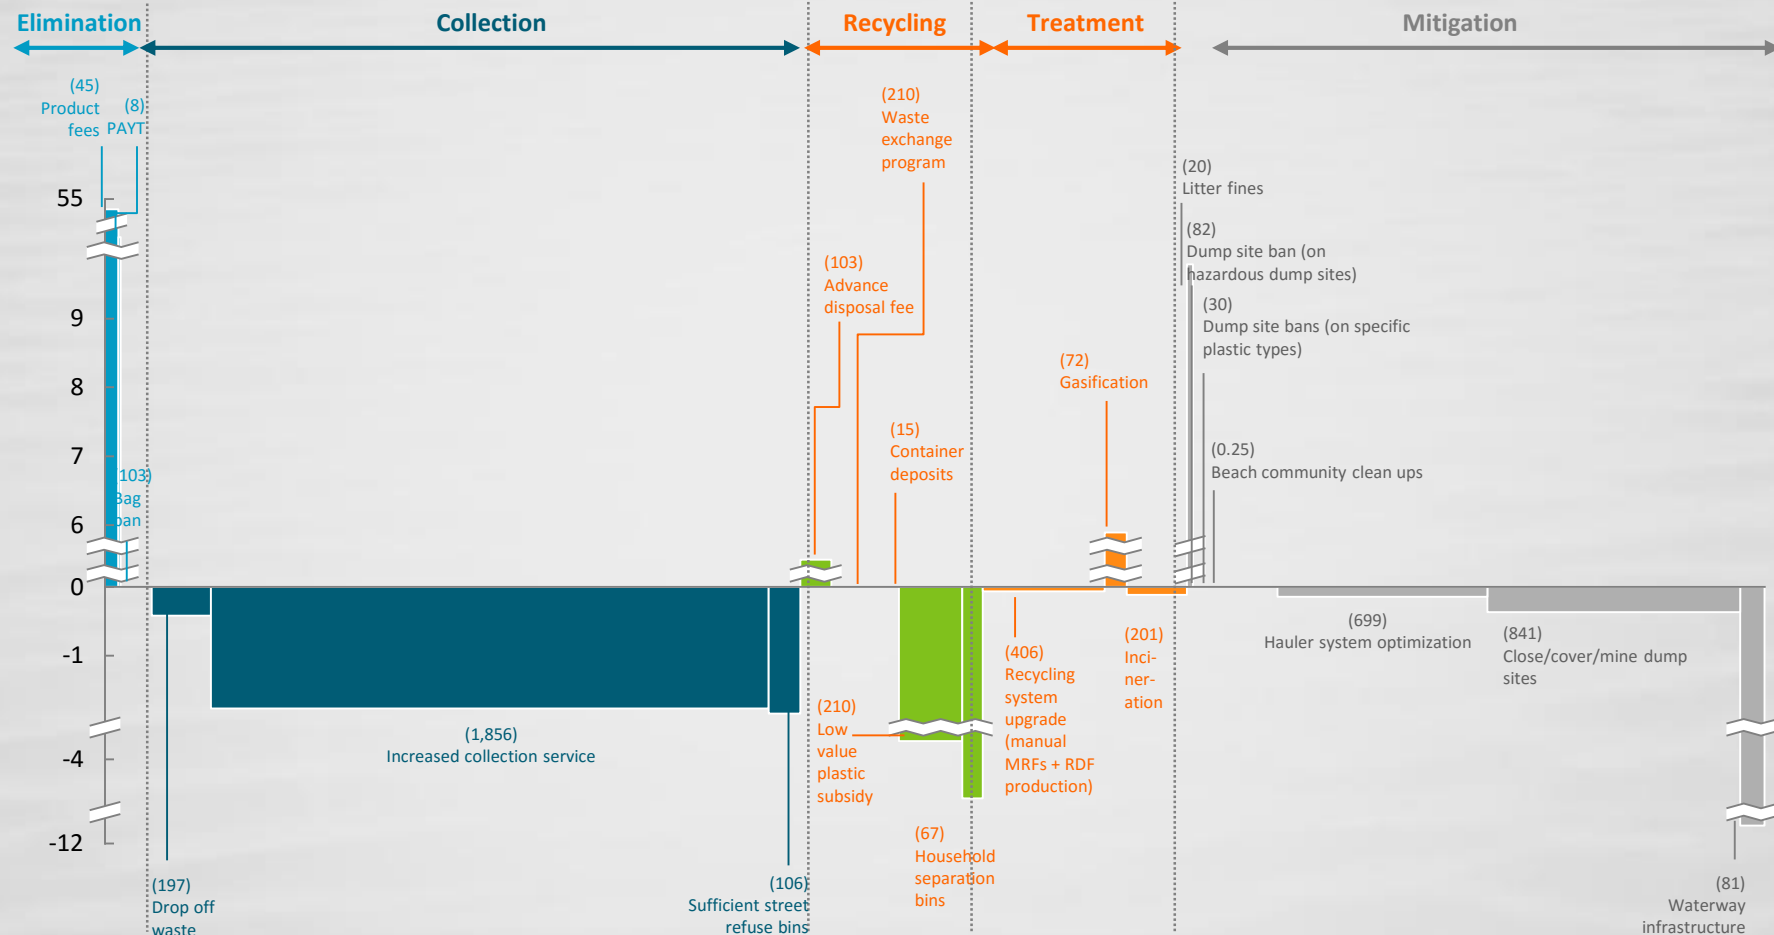 Elimination
Collection
Recycling
Treatment
Mitigation
(45)
Product
fees
(8)
PAYT
55
9
8
7
6
0
-1
-4
-12
(103)
Bag
ban
(197)
Drop off
waste
(1,856)
Increased collection service
(106)
Sufficient street
refuse bins
(103)
Advance
disposal fee
(210)
Waste
exchange
program
(15)
Container
deposits
(210)
Low
value
plastic
subsidy
(67)
Household
separation
bins
(406)
Recycling
system
upgrade
(manual
MRFs + RDF
production)
(72)
Gasification
(201)
Inci-
ner-
ation
(20)
Litter fines
(82)
Dump site ban (on
hazardous dump sites)
(30)
Dump site bans (on specific
plastic types)
(0.25)
Beach community clean ups
(699)
Hauler system optimization
(841)
Close/cover/mine dump
sites
(81)
Waterway
infrastructure